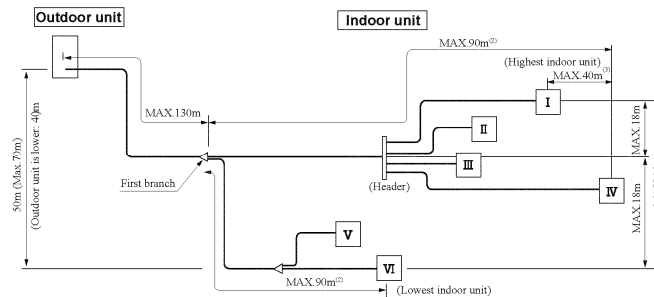 Outdoor unit
Indoor unit
MAX.90m(2)
(Highest indoor unit)
MAX.40m(3)
MAX.130m
I
II
III
IV
V
VI
MAX.18m
MAX.18m
50m (Max.70m)
(Outdoor unit is lower: 40m
First branch
(Header)
MAX.90m(2)
(Lowest indoor unit)